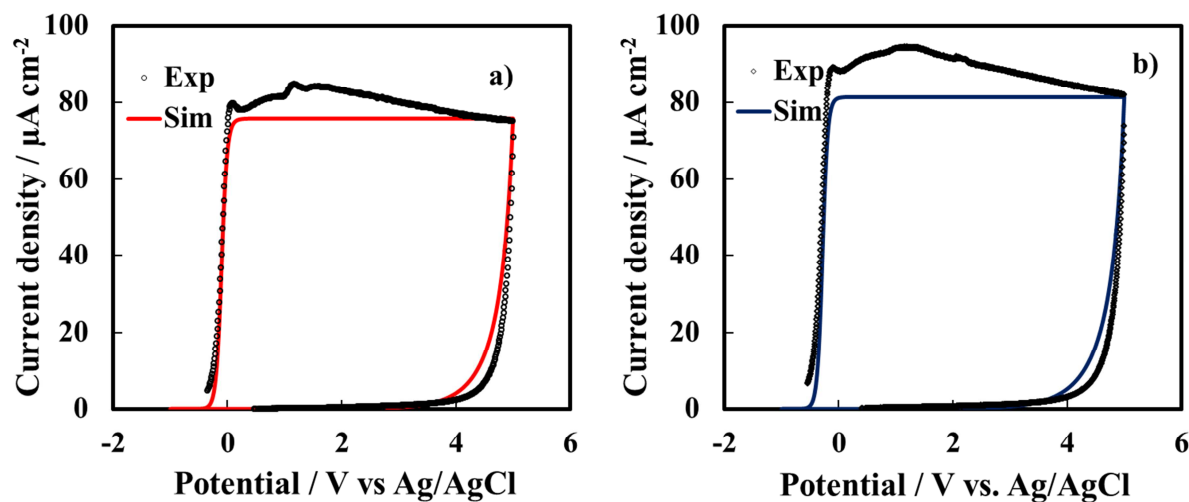 100
80
60
40
20
0
-2
0
2
4
6
Current density / µA cm-2
Potential / V vs Ag/AgCl
Exp
Sim
a)
100
80
60
40
20
0
-2
0
2
4
6
Current density / µA cm-2
Potential / V vs. Ag/AgCl
Exp
Sim
b)